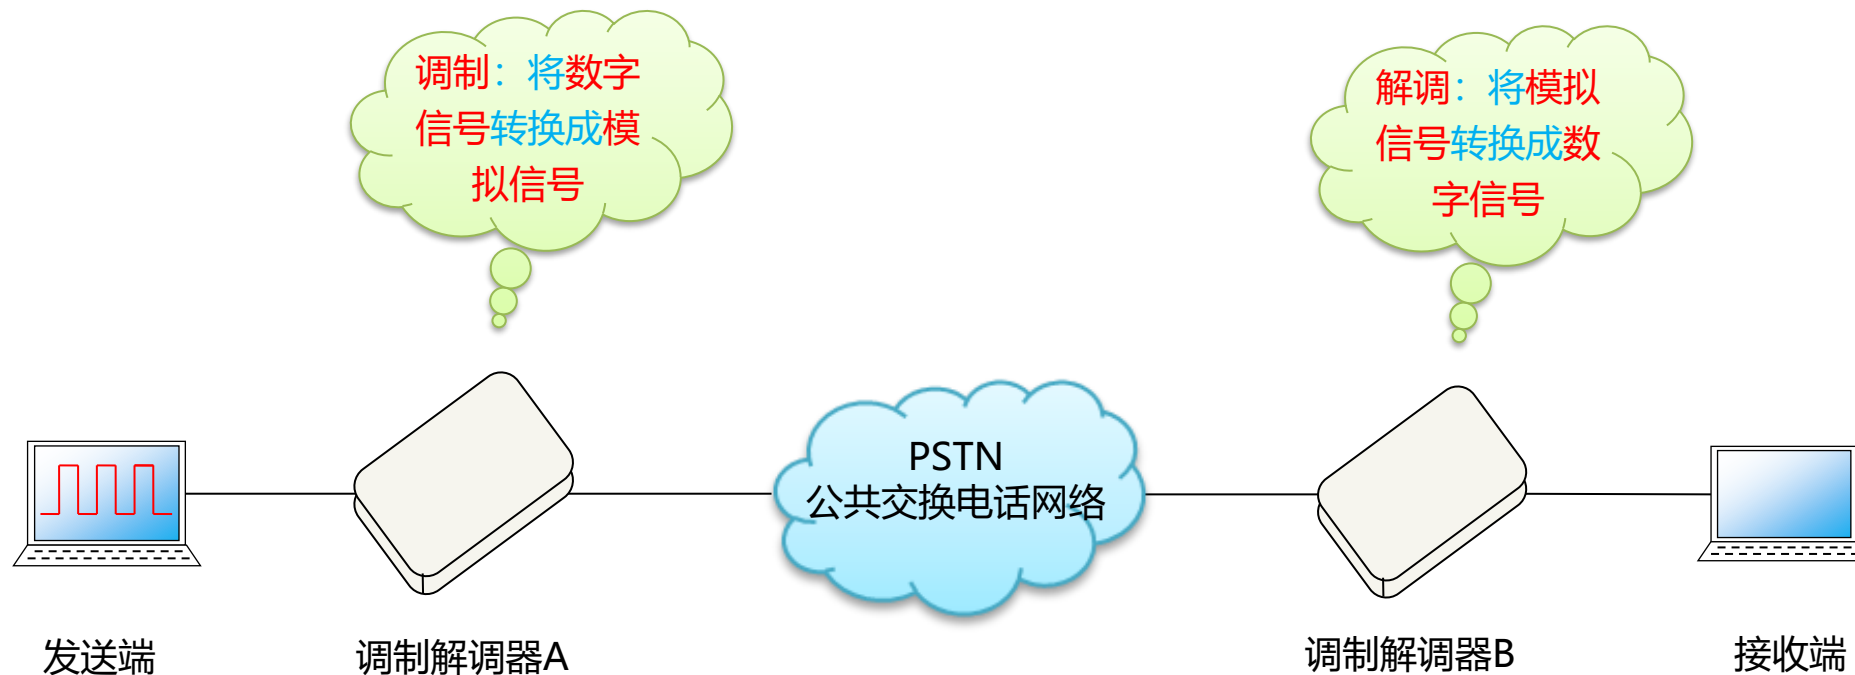 调制：将数字
信号转换成模
拟信号
解调：将模拟
信号转换成数
字信号
PSTN
公共交换电话网络
发送端
调制解调器A
调制解调器B
接收端